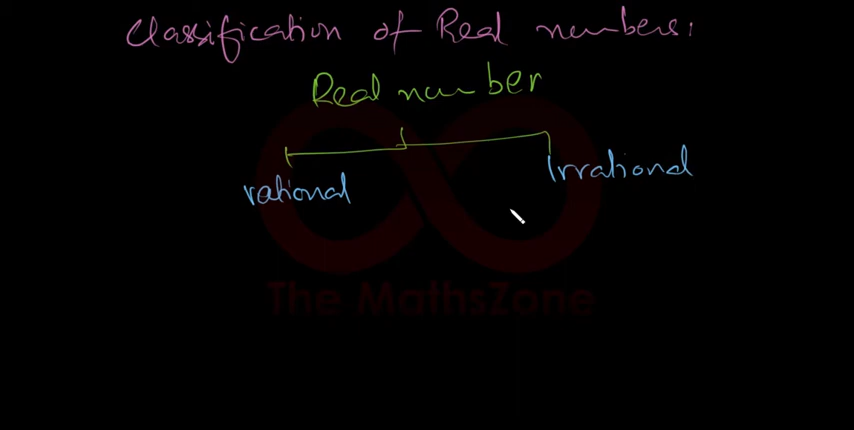 Classification of Real numbers:
Real number
rational Irrational
The MathsZone